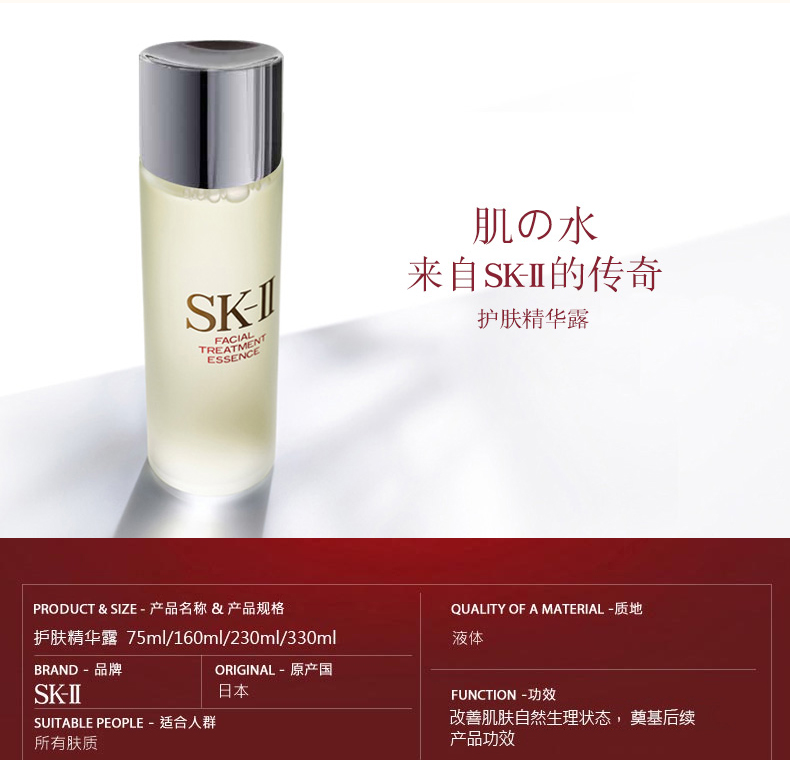 SK-II
FACIAL
TREATMENT
ESSENCE
肌の水
来自SK-II的传奇
护肤精华露
PRODUCT & SIZE - 产品名称 & 产品规格
护肤精华露 75ml/160ml/230ml/330ml
BRAND - 品牌
SK-II
ORIGINAL - 原产国
日本
SUITABLE PEOPLE - 适合人群
所有肤质
QUALITY OF A MATERIAL -质地
液体
FUNCTION -功效
改善肌肤自然生理状态，奠基后续
产品功效